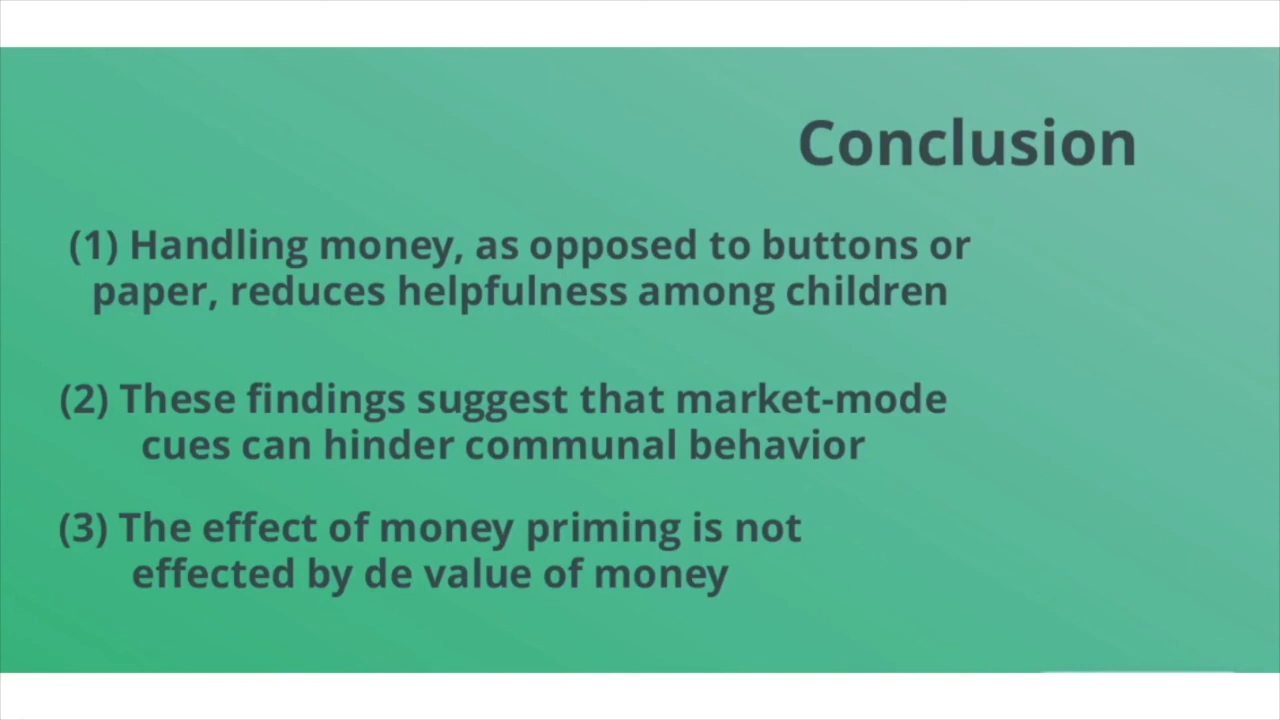 Conclusion
(1) Handling money, as opposed to buttons or
paper, reduces helpfulness among children
(2) These findings suggest that market-mode
cues can hinder communal behavior
(3) The effect of money priming is not
effected by de value of money